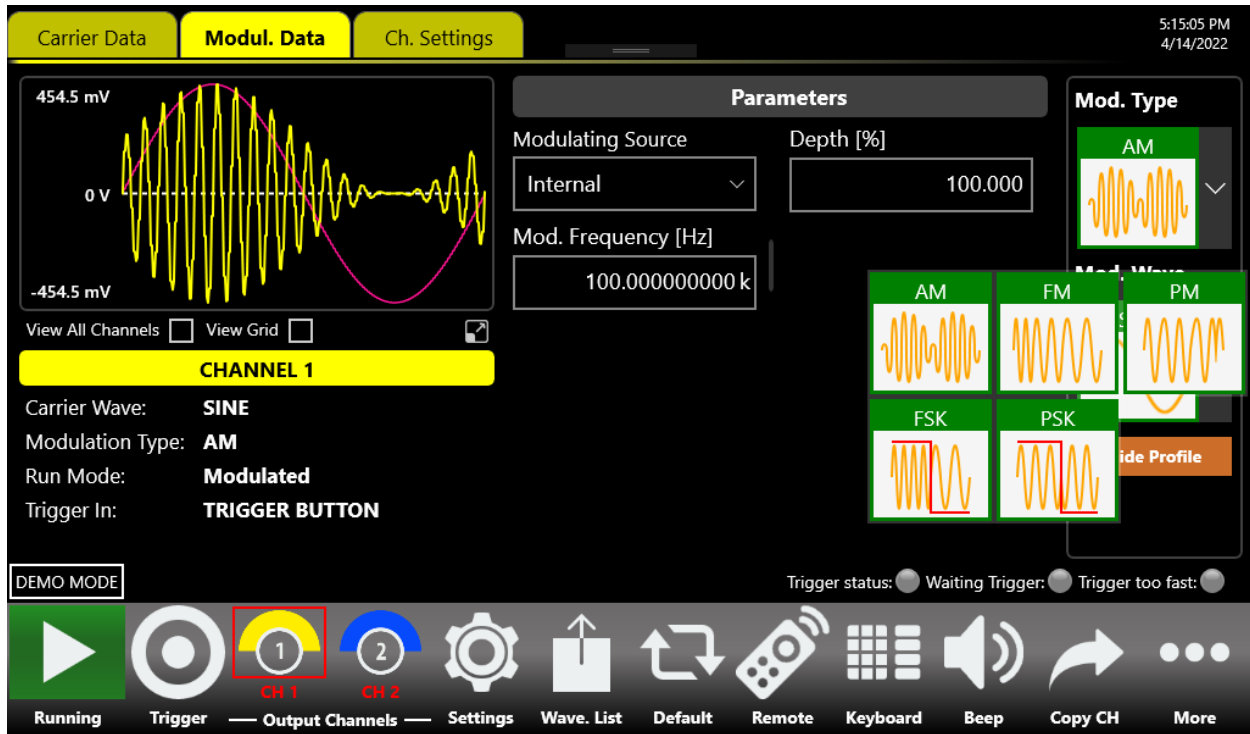 Carrier Data
Modul. Data
Ch. Settings
5:15:05 PM
4/14/2022
454.5 mV
0 V
-454.5 mV
View All Channels
View Grid
CHANNEL 1
Carrier Wave: SINE
Modulation Type: AM
Run Mode: Modulated
Trigger In: TRIGGER BUTTON
Parameters
Modulating Source
Internal
Depth [%]
100.000
Mod. Frequency [Hz]
100.000000000 k
Mod. Type
AM
Mod. Wave
AM
FM
PM
FSK
PSK
ide Profile
DEMO MODE
Trigger status:
Waiting Trigger:
Trigger too fast:
1
CH 1
2
CH 2
Running
Trigger
Output Channels
Settings
Wave. List
Default
Remote
Keyboard
Beep
Copy CH
More